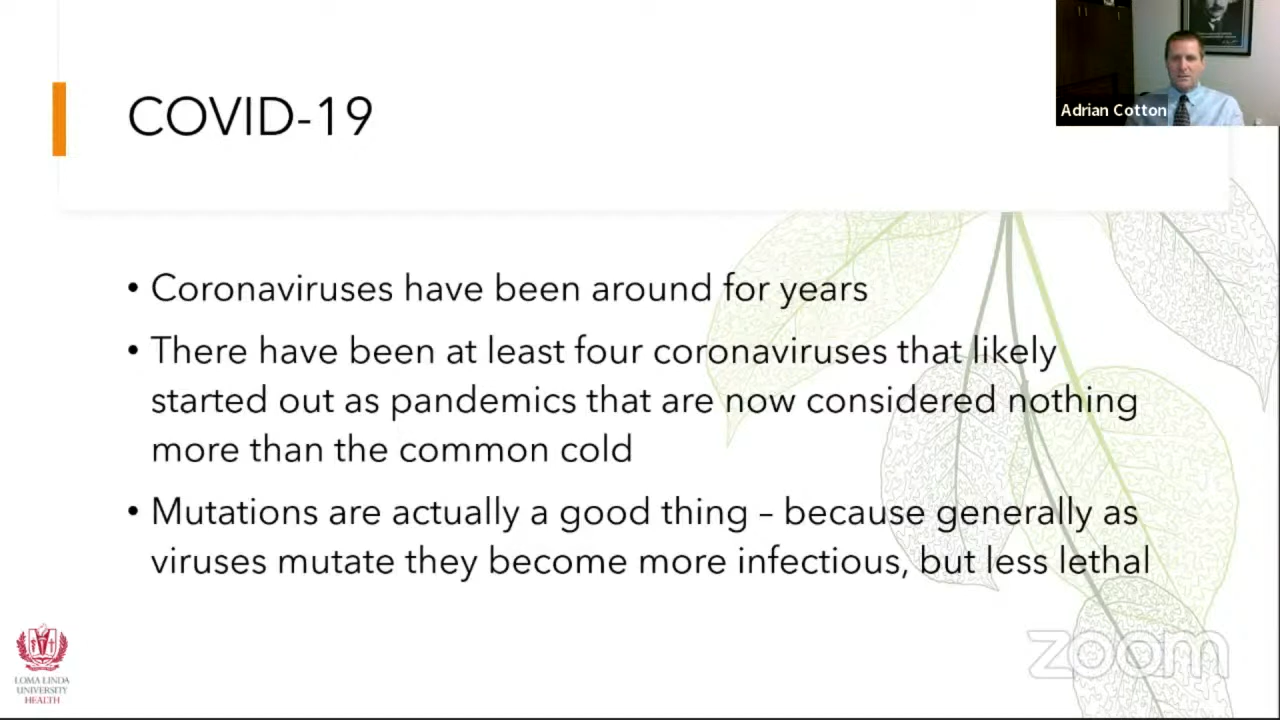 COVID-19
Adrian Cotton
• Coronaviruses have been around for years
• There have been at least four coronaviruses that likely
started out as pandemics that are now considered nothing
more than the common cold
• Mutations are actually a good thing – because generally as
viruses mutate they become more infectious, but less lethal
LOMA LINDA
UNIVERSITY
HEALTH
zoom